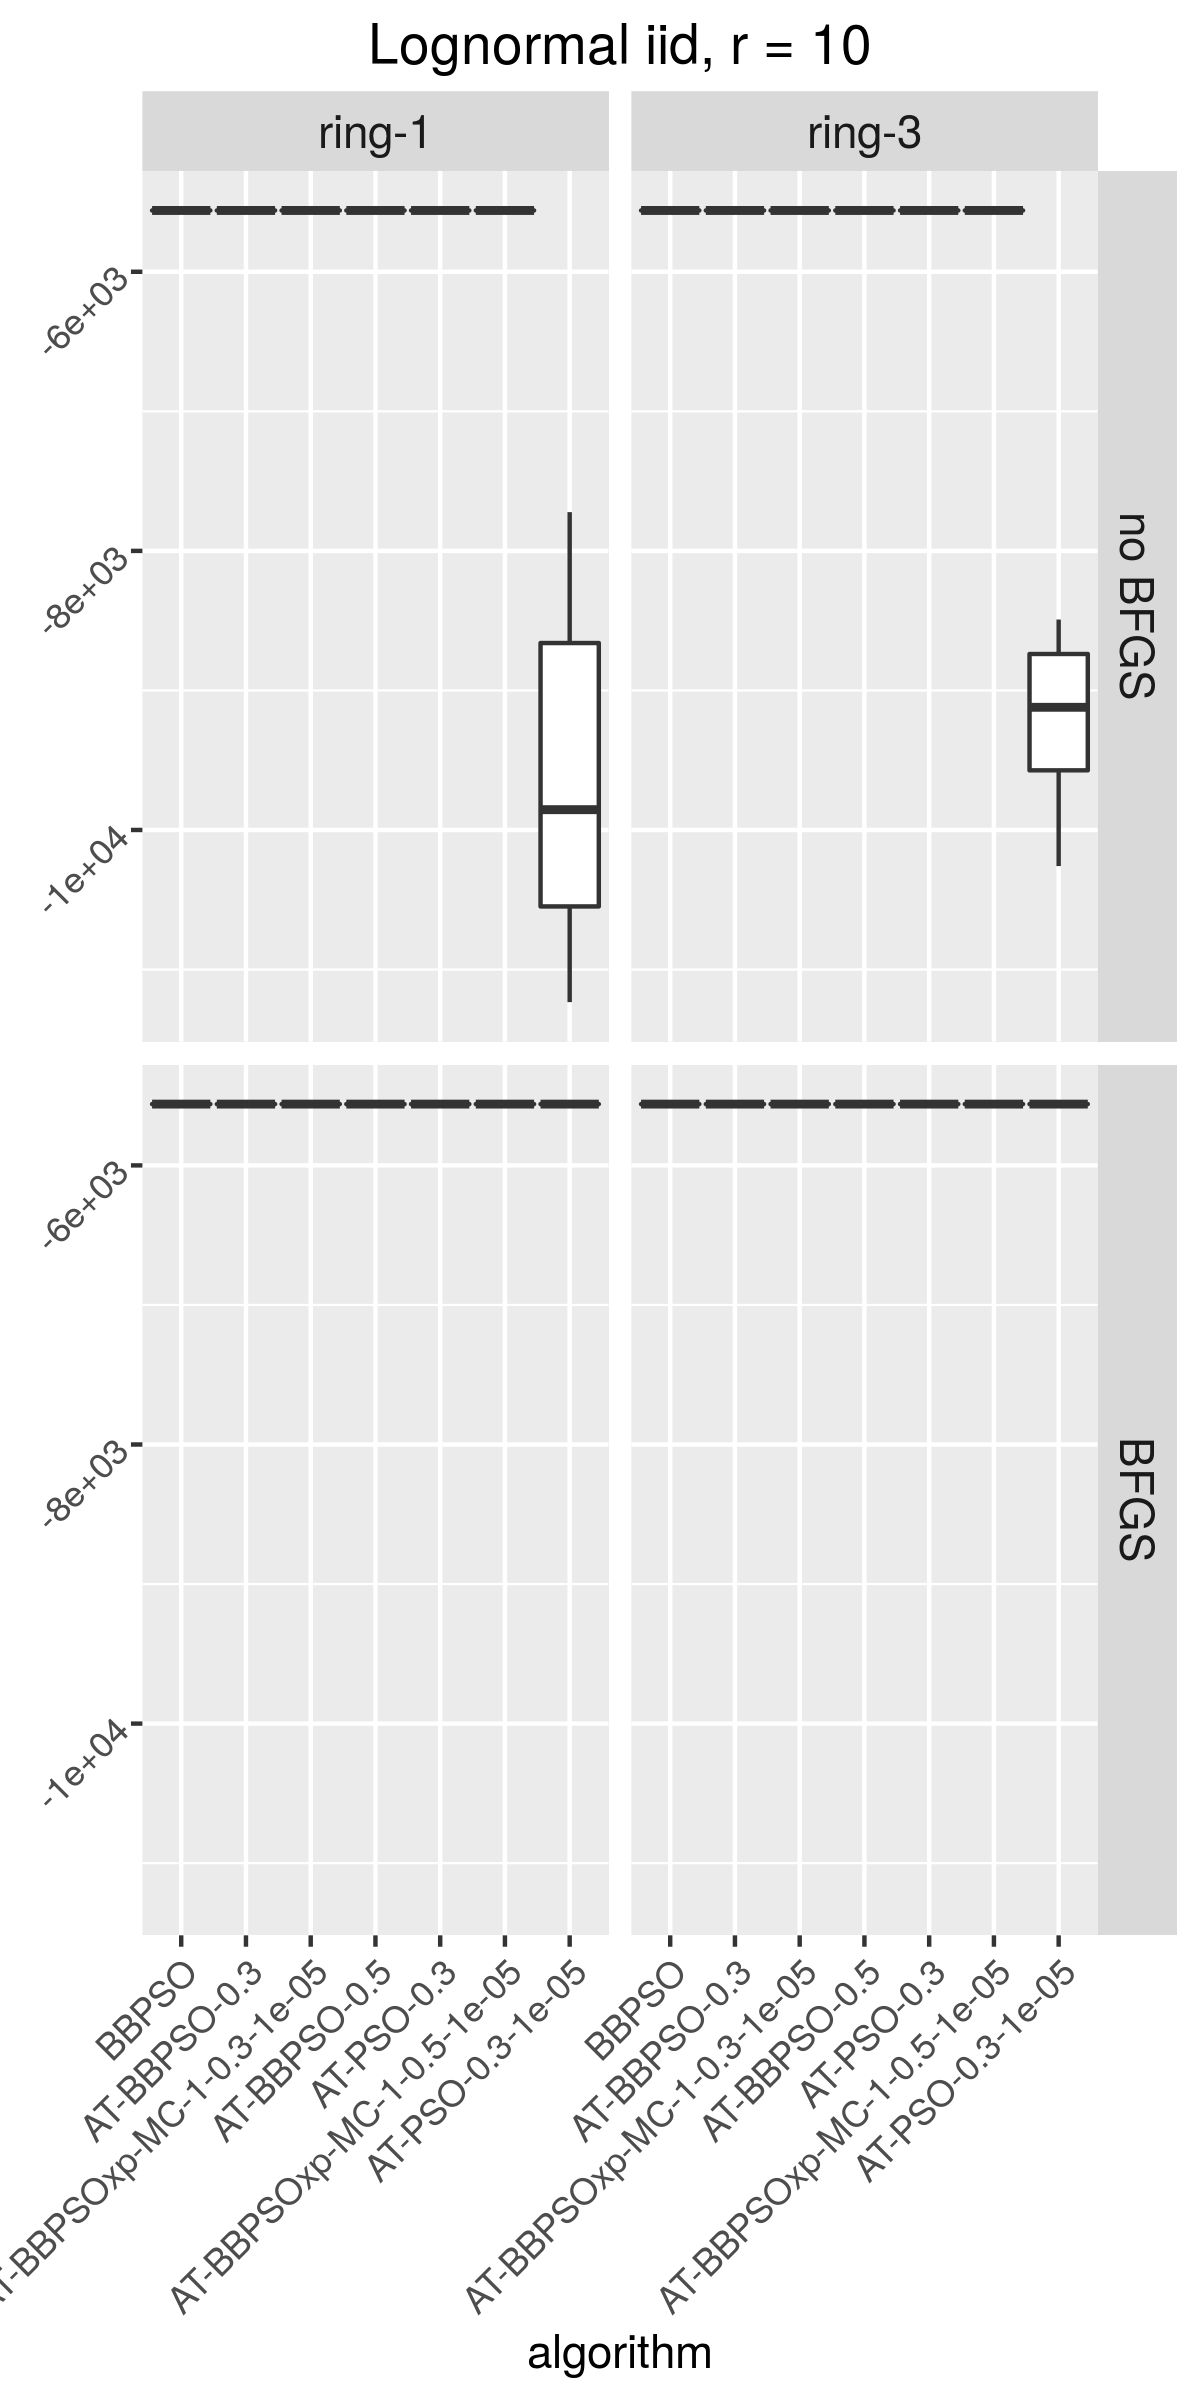 Lognormal iid, r = 10
ring-1
ring-3
-6e+03
-8e+03
-1e+04
no BFGS
-6e+03
-8e+03
-1e+04
BFGS
BBPSO
AT-BBPSO-0.3
T-BBPSOxp-MC-1-0.3-1e-05
AT-BBPSO-0.5
AT-PSO-0.3
AT-BBPSOxp-MC-1-0.5-1e-05
AT-PSO-0.3-1e-05
BBPSO
AT-BBPSO-0.3
AT-BBPSOxp-MC-1-0.3-1e-05
AT-BBPSO-0.5
AT-PSO-0.3
AT-BBPSOxp-MC-1-0.5-1e-05
AT-PSO-0.3-1e-05
algorithm